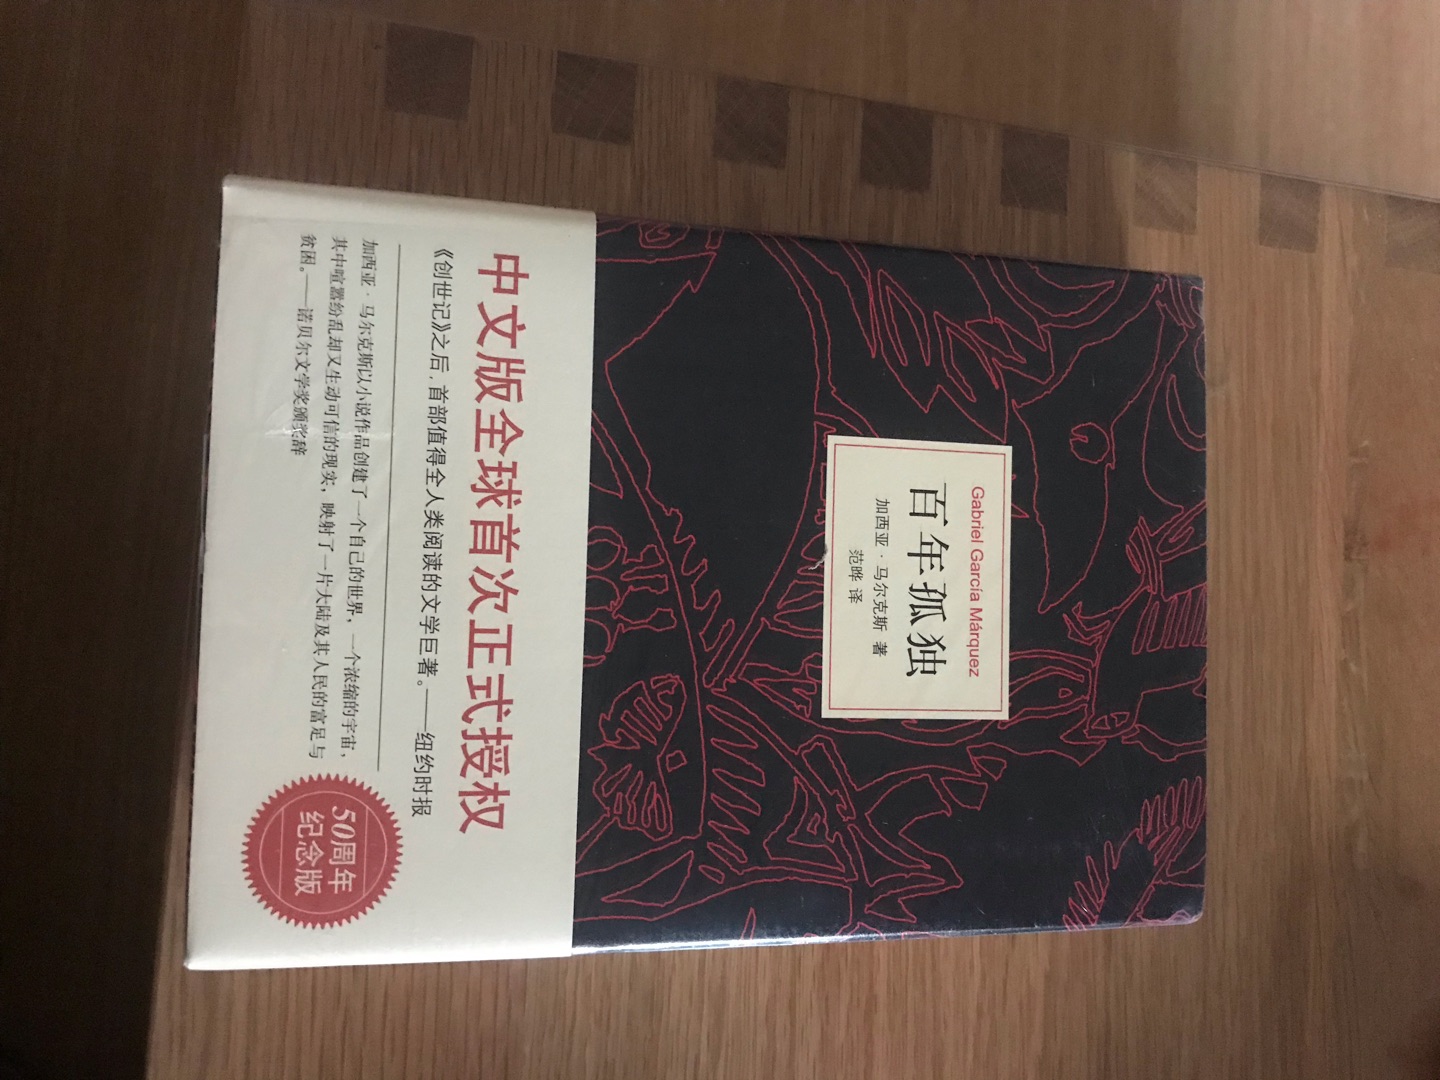 Gabriel García Márquez
百年孤独
加西亚·马尔克斯 著
范晔 译
中文版全球首次正式授权
《创世记》之后，首部值得全人类阅读的文学巨著。——纽约时报
加西亚·马尔克斯以小说作品创建了一个自己的世界，一个浓缩的宇宙，
其中喧嚣纷乱却又生动可信的现实，映射了一片大陆及其人民的富足与
贫困。——诺贝尔文学奖颁奖辞
50周年
纪念版